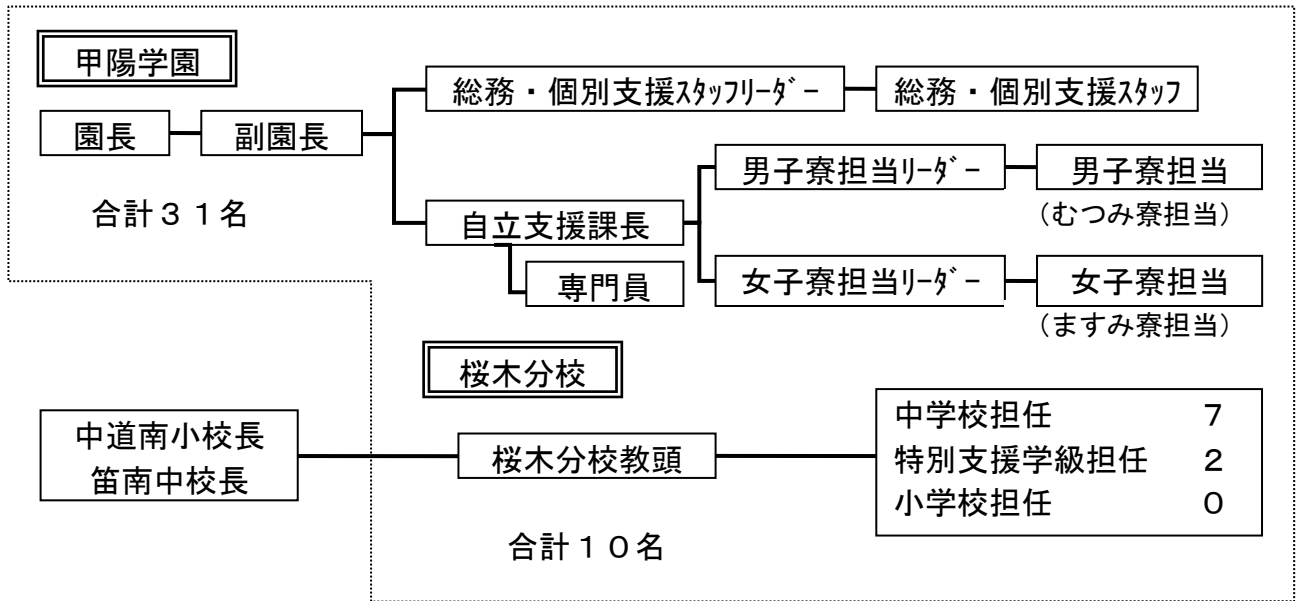 甲陽学園
園長
副園長
合計３１名
総務・個別支援ｽﾀｯﾌﾘｰﾀﾞｰ
総務・個別支援ｽﾀｯﾌ
自立支援課長
専門員
男子寮担当ﾘｰﾀﾞｰ
男子寮担当
(むつみ寮担当)
女子寮担当ﾘｰﾀﾞｰ
女子寮担当
(ますみ寮担当)
桜木分校
中道南小校長
笛南中校長
桜木分校教頭
中学校担任　７
特別支援学級担任　２
小学校担任　０
合計１０名